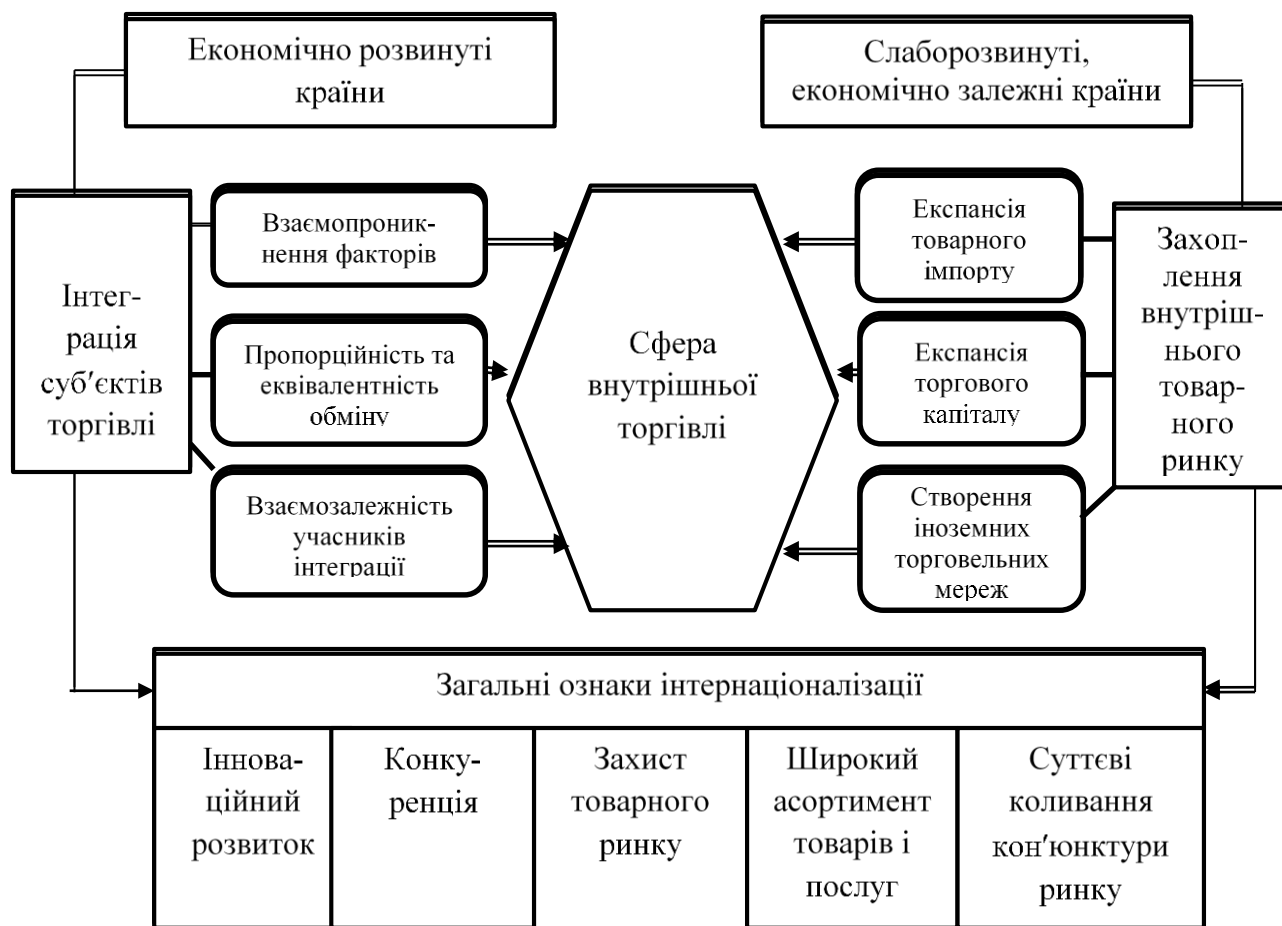 Економічно розвинуті
країни
Слаборозвинуті,
економічно залежні країни
Інтег-
рація
суб'єктів
торгівлі
Взаємопроник-
нення факторів
Пропорційність та
еквівалентність
обміну
Взаємозалежність
учасників
інтеграції
Сфера
внутрішньої
торгівлі
Експансія
товарного
імпорту
Експансія
торгового
капіталу
Створення
іноземних
торговельних
мереж
Захоп-
лення
внутріш-
нього
товар-
ного
ринку
Загальні ознаки інтернаціоналізації
Іннова-
ційний
розвиток
Конку-
ренція
Захист
товарного
ринку
Широкий
асортимент
товарів і
послуг
Суттєві
коливання
кон'юнктури
ринку